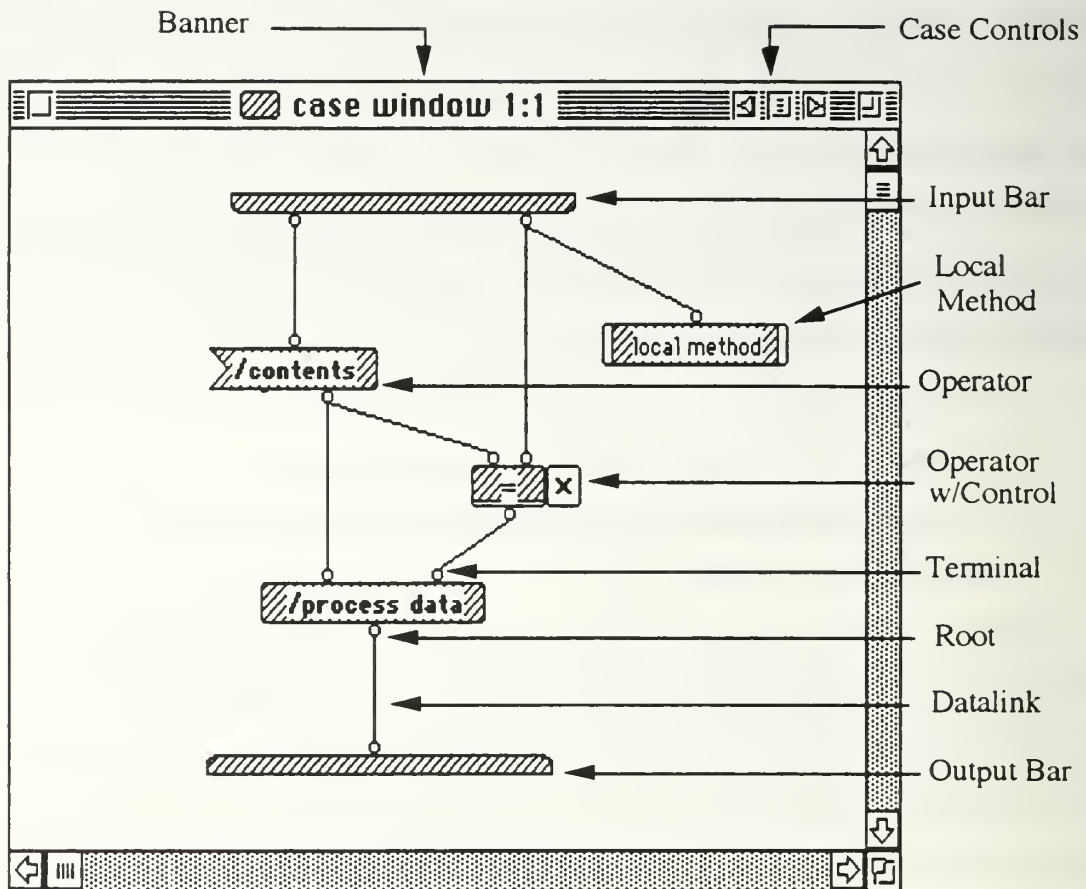 Banner
Case Controls
case window 1:1
Input Bar
Local
Method
local method
/contents
Operator
Operator
w/Control
=
X
Terminal
/process data
Root
Datalink
Output Bar